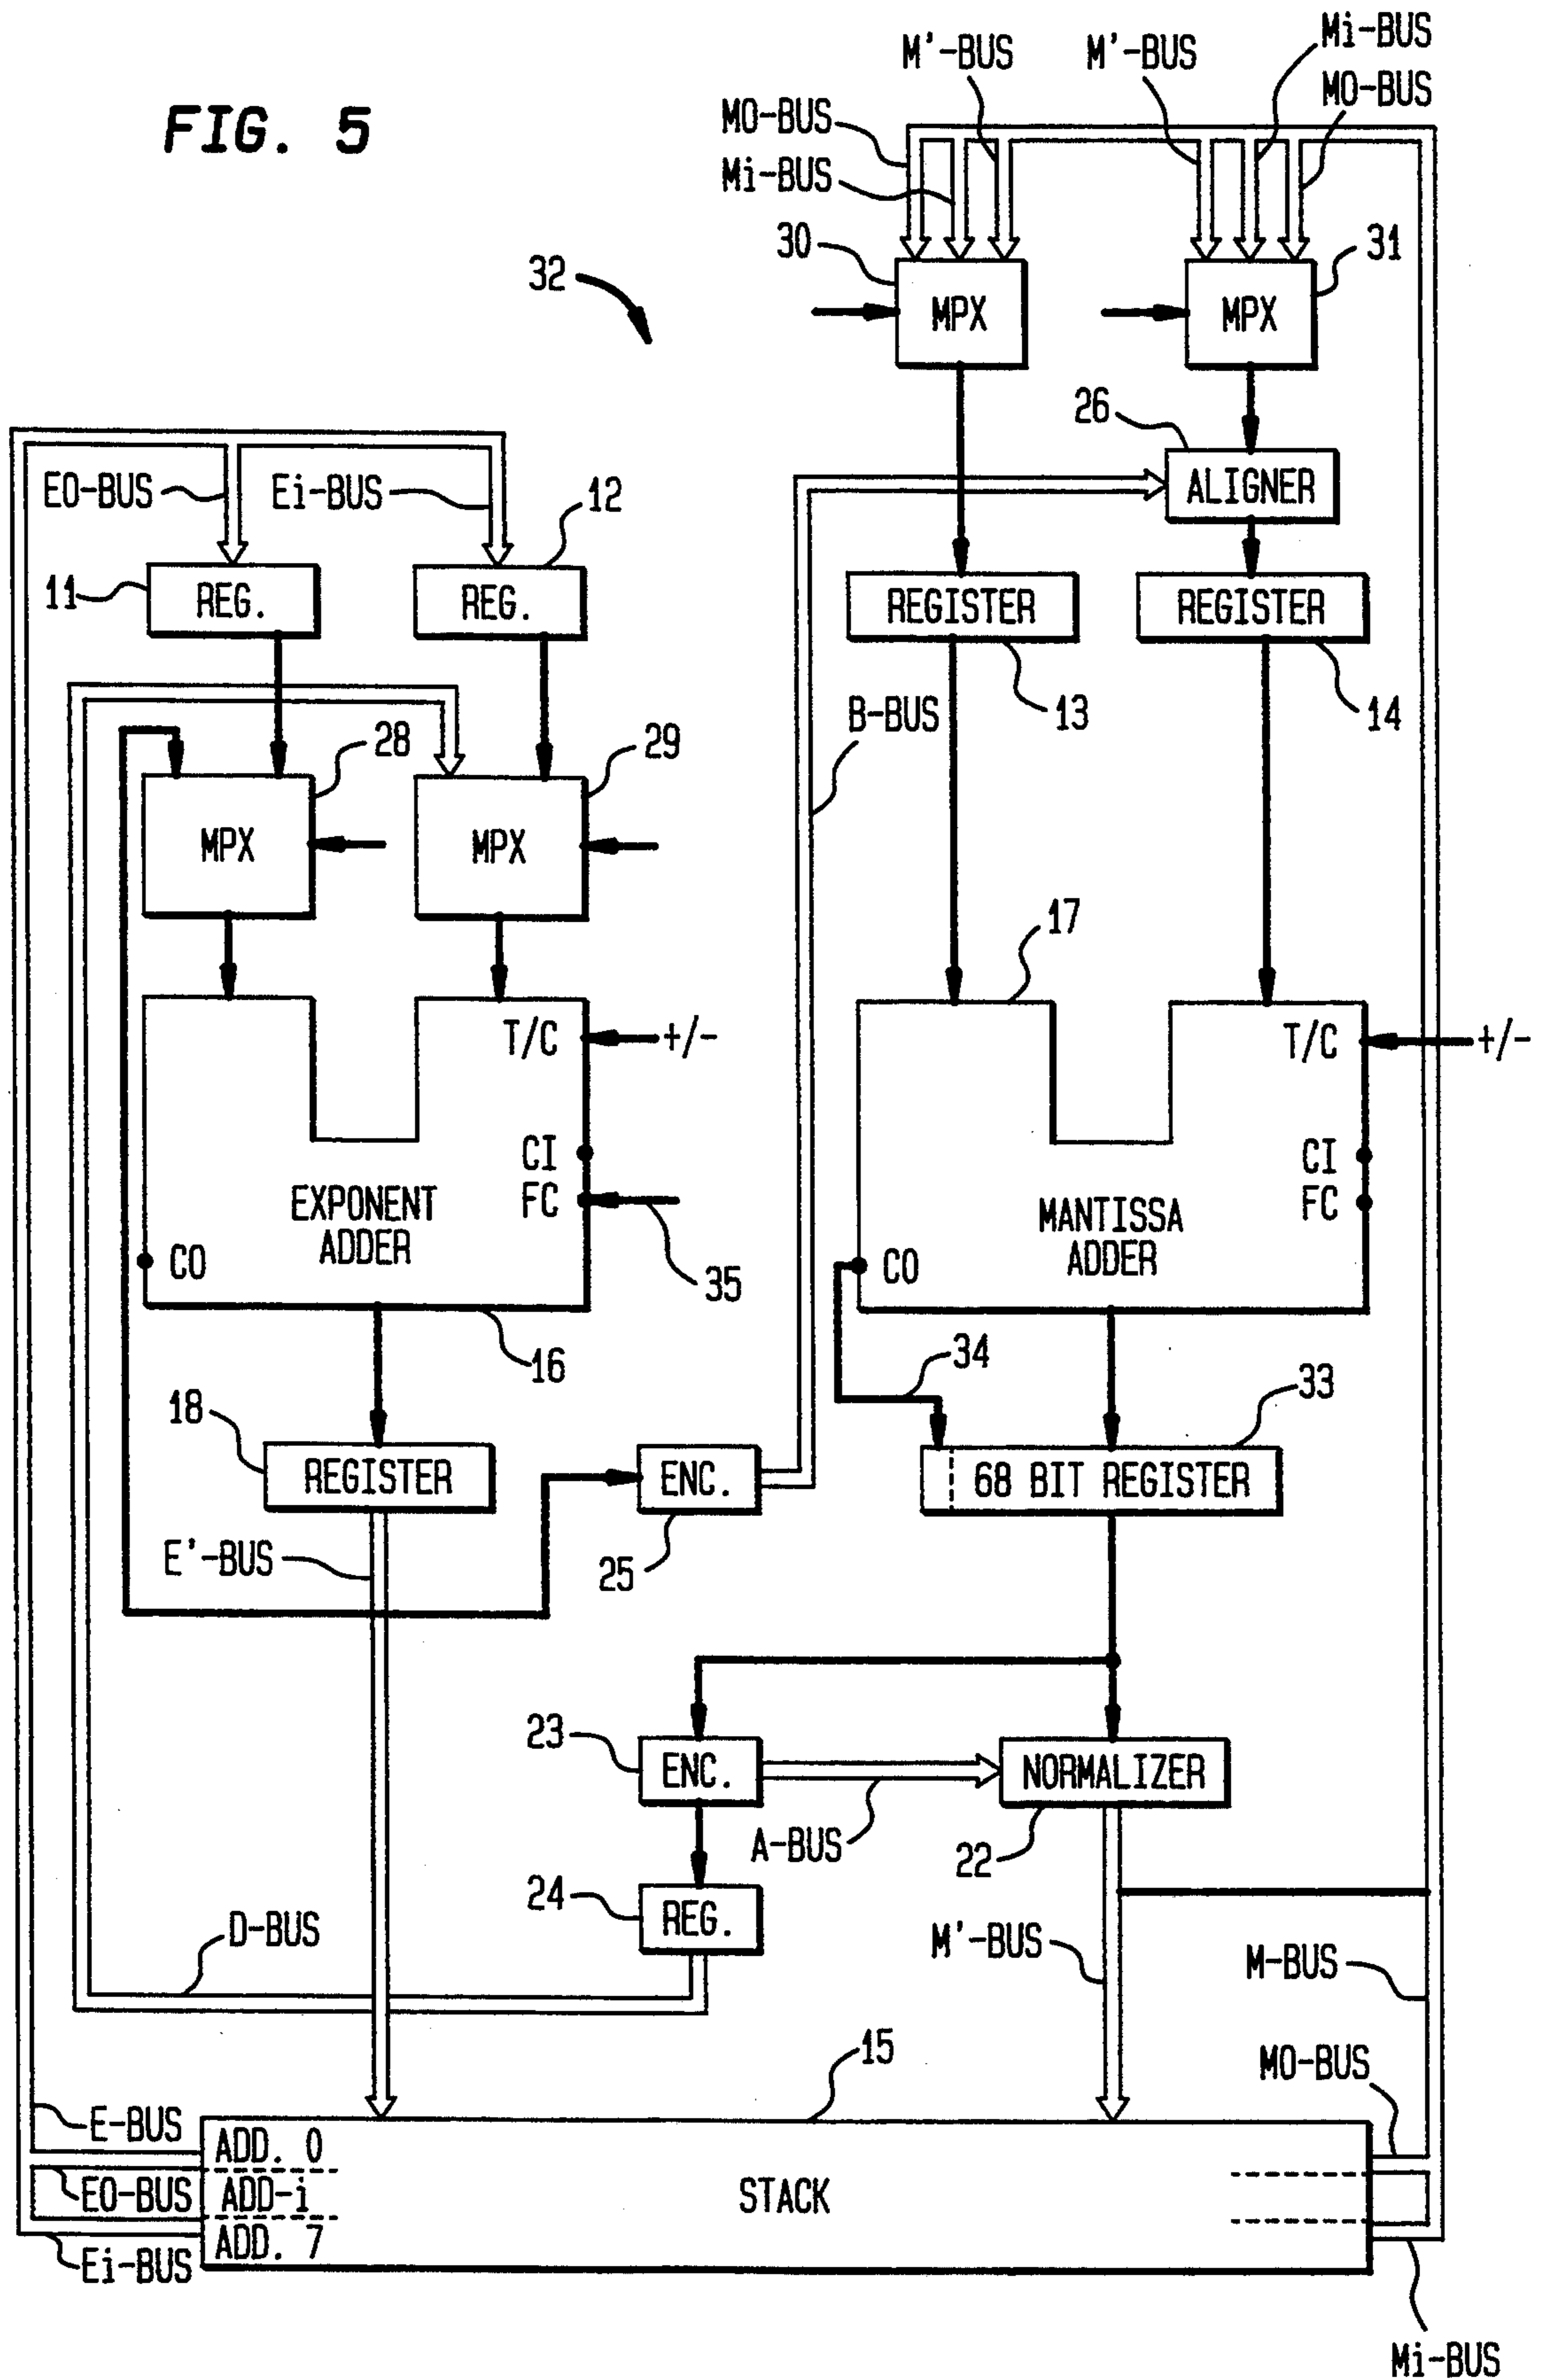 FIG. 5
M'-BUS
M'-BUS
Mi-BUS
MO-BUS
MO-BUS
Mi-BUS
30
31
32
MPX
MPX
26
ALIGNER
EO-BUS
Ei-BUS
12
11
REG.
REG.
REGISTER
REGISTER
13
14
B-BUS
28
29
MPX
MPX
17
T/C
+/-
T/C
+/-
CI
FC
CI
FC
EXPONENT
ADDER
MANTISSA
ADDER
CO
CO
35
16
34
33
18
REGISTER
ENC.
68 BIT REGISTER
E'-BUS
25
23
ENC.
NORMALIZER
A-BUS
22
24
REG.
D-BUS
M'-BUS
M-BUS
15
MO-BUS
E-BUS
ADD. 0
EO-BUS
ADD-i
STACK
ADD. 7
Ei-BUS
Mi-BUS